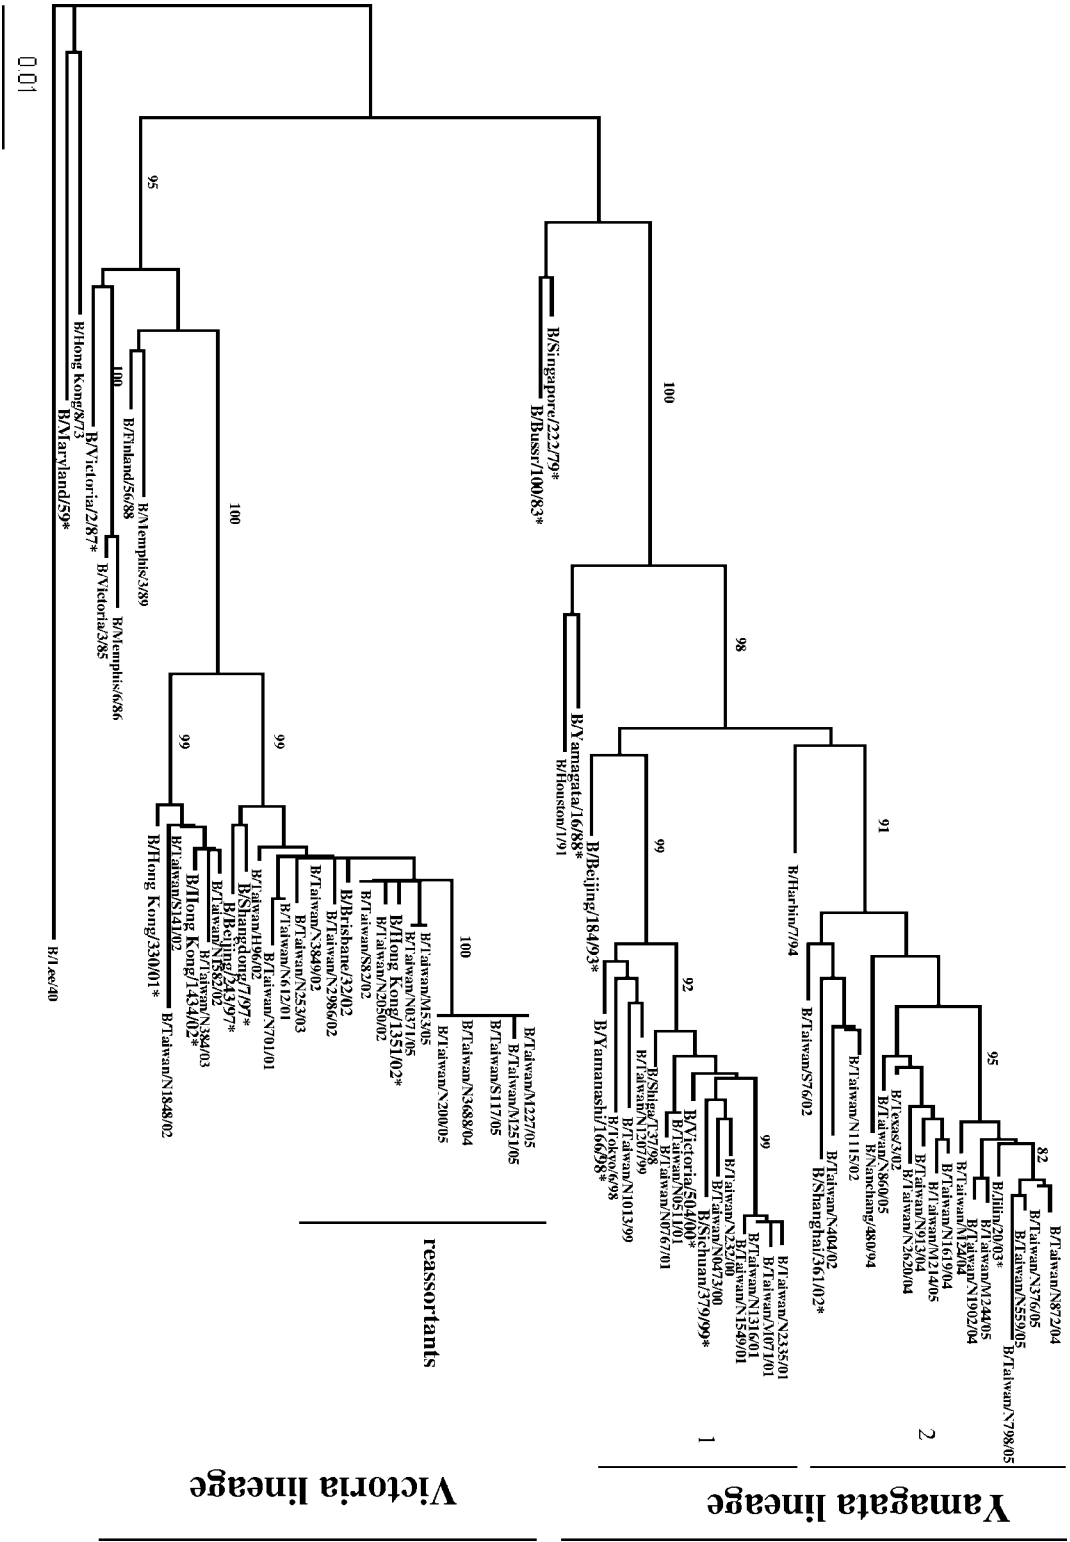 B/Taiwan/N872/04
B/Taiwan/N376/05
B/Taiwan/N559/05
B/Taiwan/N798/05
82
B/Jilin/20/03*
B/Taiwan/M244/05
B/Taiwan/N1902/04
95
B/Taiwan/M24/04
B/Taiwan/N1619/04
B/Taiwan/M214/05
B/Taiwan/N913/04
B/Taiwan/N2620/04
B/Texas/3/02
B/Taiwan/N860/05
B/Nanchang/480/94
91
B/Taiwan/N1115/02
B/Taiwan/N404/02
B/Shanghai/361/02*
B/Taiwan/S76/02
B/Harbin/7/94
2
98
B/Taiwan/N2335/01
B/Taiwan/M071/01
B/Taiwan/N1316/01
B/Taiwan/N1549/01
99
B/Taiwan/N232/00
B/Taiwan/N0473/00
B/Sichuan/379/99*
B/Victoria/504/00*
B/Taiwan/N0511/01
B/Taiwan/N0767/01
92
B/Shiga/T37/98
B/Taiwan/N1207/99
B/Taiwan/N1013/99
B/Tokyo/6/98
B/Yamanashi/166/98*
99
B/Beijing/184/93*
1
B/Yamagata/16/88*
B/Houston/1/91
100
B/Singapore/222/79*
B/Bussr/100/83*
Yamagata lineage
B/Taiwan/M227/05
B/Taiwan/M251/05
B/Taiwan/S117/05
B/Taiwan/N3688/04
B/Taiwan/N200/05
100
B/Taiwan/M53/05
B/Taiwan/N0371/05
B/Hong Kong/1351/02*
B/Taiwan/N2050/02
B/Taiwan/S82/02
reassortants
B/Brisbane/32/02
B/Taiwan/N2986/02
B/Taiwan/N3849/02
B/Taiwan/N253/03
B/Taiwan/N612/01
B/Taiwan/N701/01
B/Taiwan/H96/02
B/Shangdong/7/97*
B/Beijing/243/97*
99
B/Taiwan/N1582/02
B/Taiwan/N384/03
B/Hong Kong/1434/02*
B/Taiwan/S141/02
B/Taiwan/N1848/02
B/Hong Kong/330/01*
99
100
B/Memphis/3/89
B/Finland/56/88
B/Memphis/6/86
B/Victoria/3/85
B/Victoria/2/87*
100
95
Victoria lineage
B/Hong Kong/8/73
B/Maryland/59*
B/Lee/40
0.01